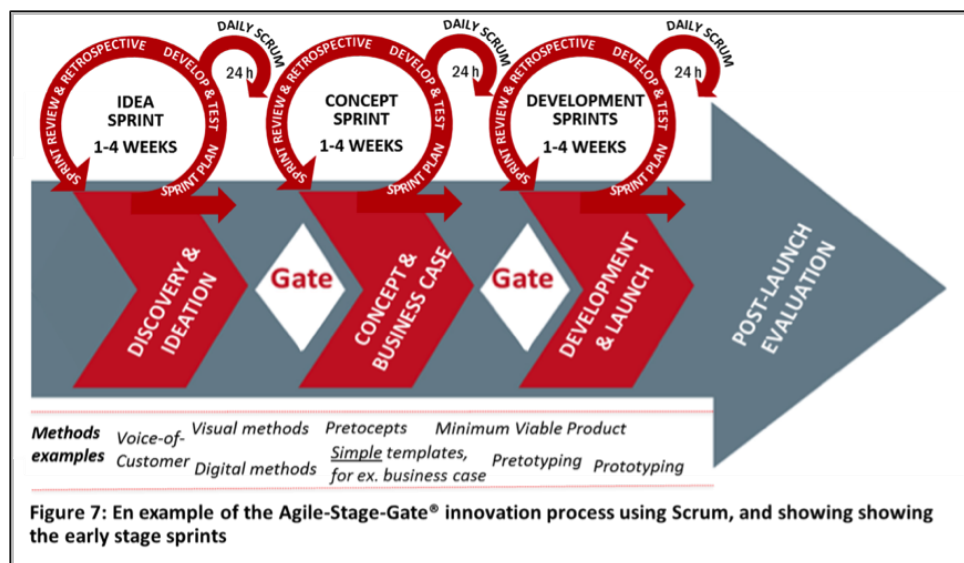 DAILY SCRUM
24 h
SPRINT REVIEW & RETROSPECTIVE
DEVELOP & TEST
SPRINT PLAN
IDEA
SPRINT
1-4 WEEKS
DAILY SCRUM
24 h
SPRINT REVIEW & RETROSPECTIVE
DEVELOP & TEST
SPRINT PLAN
CONCEPT
SPRINT
1-4 WEEKS
DAILY SCRUM
24 h
SPRINT REVIEW & RETROSPECTIVE
DEVELOP & TEST
SPRINT PLAN
DEVELOPMENT
SPRINTS
1-4 WEEKS
DISCOVERY &
IDEATION
Gate
CONCEPT &
BUSINESS CASE
Gate
DEVELOPMENT
& LAUNCH
POST-LAUNCH
EVALUATION
Methods
examples
Voice-of-
Customer
Visual methods
Digital methods
Pretocepts
Simple templates,
for ex. business case
Minimum Viable Product
Pretotyping
Prototyping
Figure 7: En example of the Agile-Stage-Gate® innovation process using Scrum, and showing showing
the early stage sprints